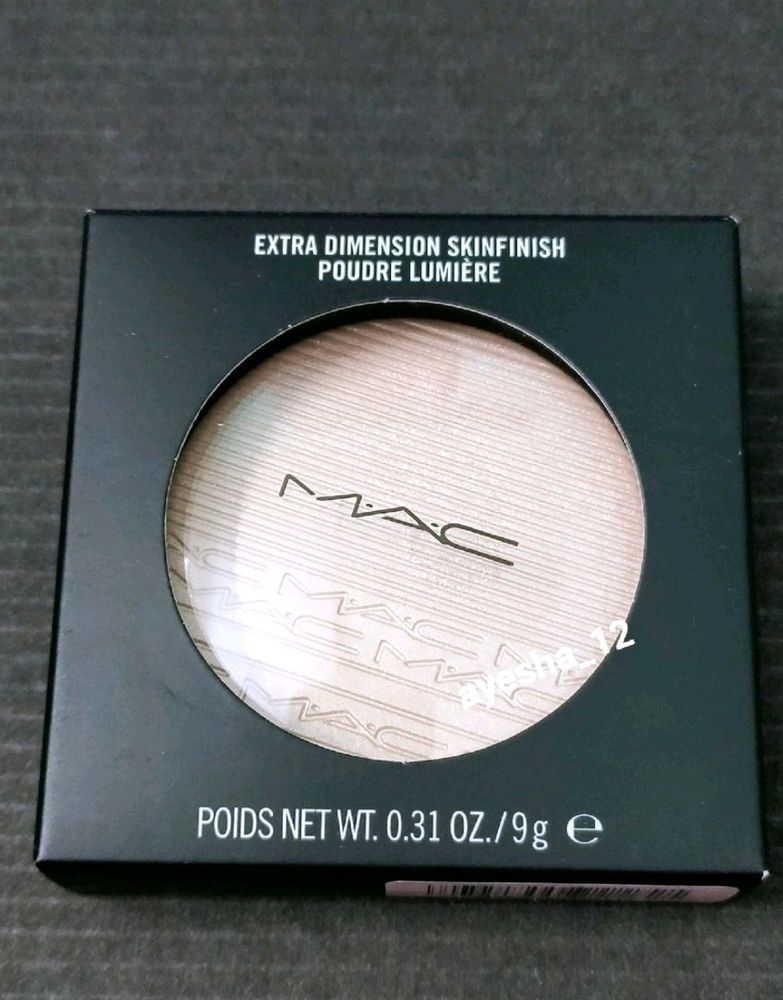 EXTRA DIMENSION SKINFINISH
POUDRE LUMIÈRE
M·A·C
M·A·C
M·A·C
M·A·C
M·A·C
ayesha_12
POIDS NET WT. 0.31 OZ./9g ℮